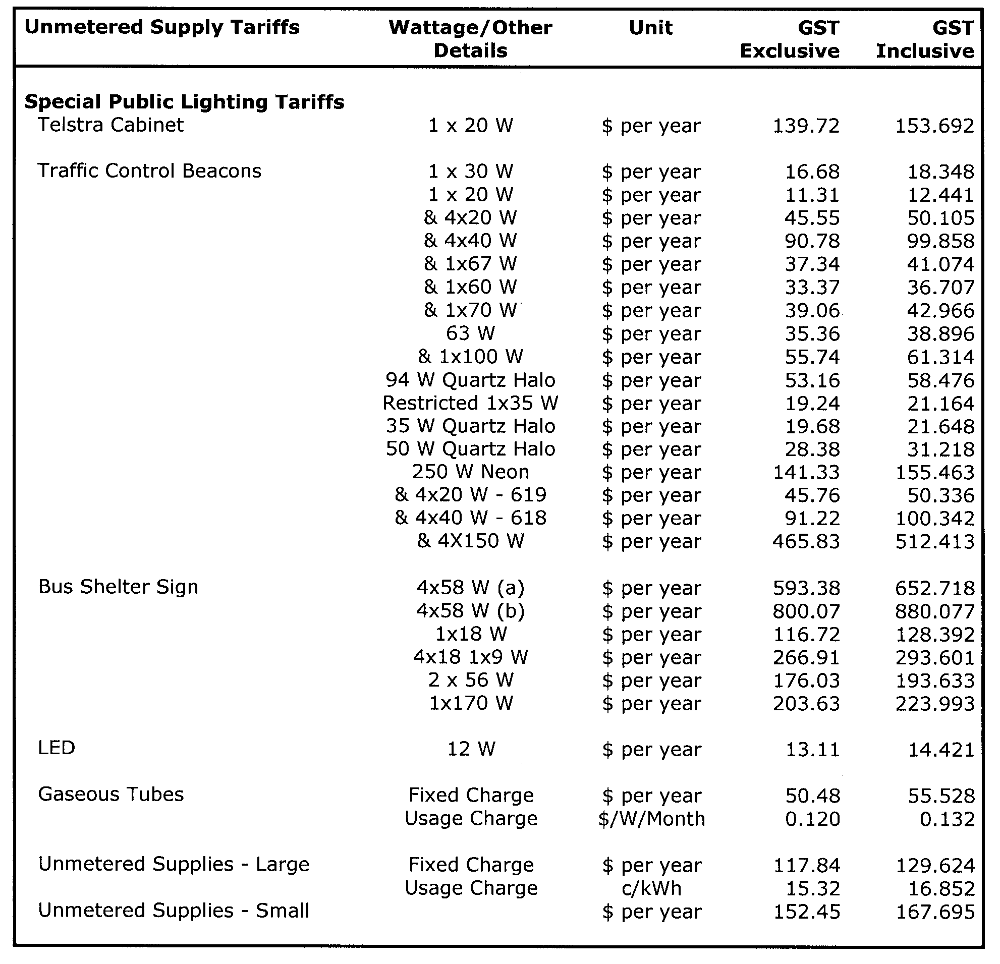 Unmetered Supply Tariffs Wattage/Other Details Unit GST Exclusive GST Inclusive
Special Public Lighting Tariffs
Telstra Cabinet 1 x 20 W $ per year 139.72 153.692
Traffic Control Beacons 1 x 30 W $ per year 16.68 18.348
1 x 20 W $ per year 11.31 12.441
& 4x20 W $ per year 45.55 50.105
& 4x40 W $ per year 90.78 99.858
& 1x67 W $ per year 37.34 41.074
& 1x60 W $ per year 33.37 36.707
& 1x70 W $ per year 39.06 42.966
63 W $ per year 35.36 38.896
& 1x100 W $ per year 55.74 61.314
94 W Quartz Halo $ per year 53.16 58.476
Restricted 1x35 W $ per year 19.24 21.164
35 W Quartz Halo $ per year 19.68 21.648
50 W Quartz Halo $ per year 28.38 31.218
250 W Neon $ per year 141.33 155.463
& 4x20 W - 619 $ per year 45.76 50.336
& 4x40 W - 618 $ per year 91.22 100.342
& 4X150 W $ per year 465.83 512.413
Bus Shelter Sign 4x58 W (a) $ per year 593.38 652.718
4x58 W (b) $ per year 800.07 880.077
1x18 W $ per year 116.72 128.392
4x18 1x9 W $ per year 266.91 293.601
2 x 56 W $ per year 176.03 193.633
1x170 W $ per year 203.63 223.993
LED 12 W $ per year 13.11 14.421
Gaseous Tubes Fixed Charge $ per year 50.48 55.528
Usage Charge $/W/Month 0.120 0.132
Unmetered Supplies - Large Fixed Charge $ per year 117.84 129.624
Usage Charge c/kWh 15.32 16.852
Unmetered Supplies - Small $ per year 152.45 167.695